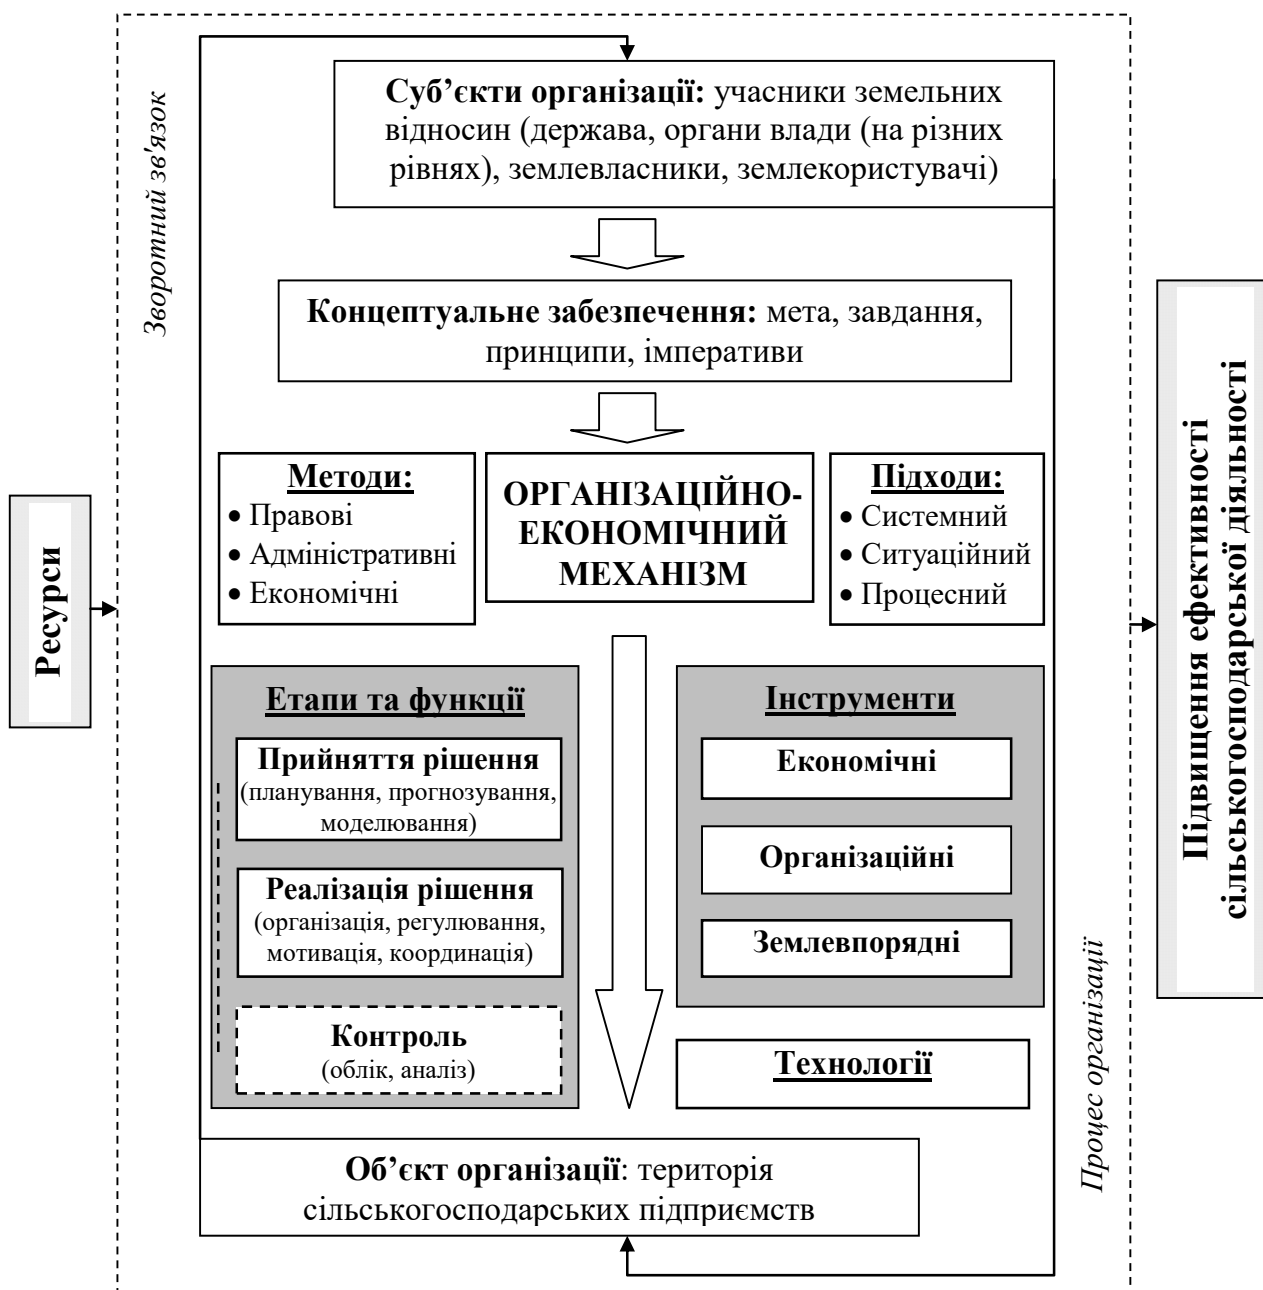 Суб’єкти організації: учасники земельних
відносин (держава, органи влади (на різних
рівнях), землевласники, землекористувачі)
Зворотний зв'язок
Концептуальне забезпечення: мета, завдання,
принципи, імперативи
Методи:
• Правові
• Адміністративні
• Економічні
ОРГАНІЗАЦІЙНО-
ЕКОНОМІЧНИЙ
МЕХАНІЗМ
Підходи:
• Системний
• Ситуаційний
• Процесний
Ресурси
Підвищення ефективності
сільськогосподарської діяльності
Етапи та функції
Прийняття рішення
(планування, прогнозування,
моделювання)
Реалізація рішення
(організація, регулювання,
мотивація, координація)
Контроль
(облік, аналіз)
Інструменти
Економічні
Організаційні
Землевпорядні
Технології
Процес організації
Об’єкт організації: територія
сільськогосподарських підприємств